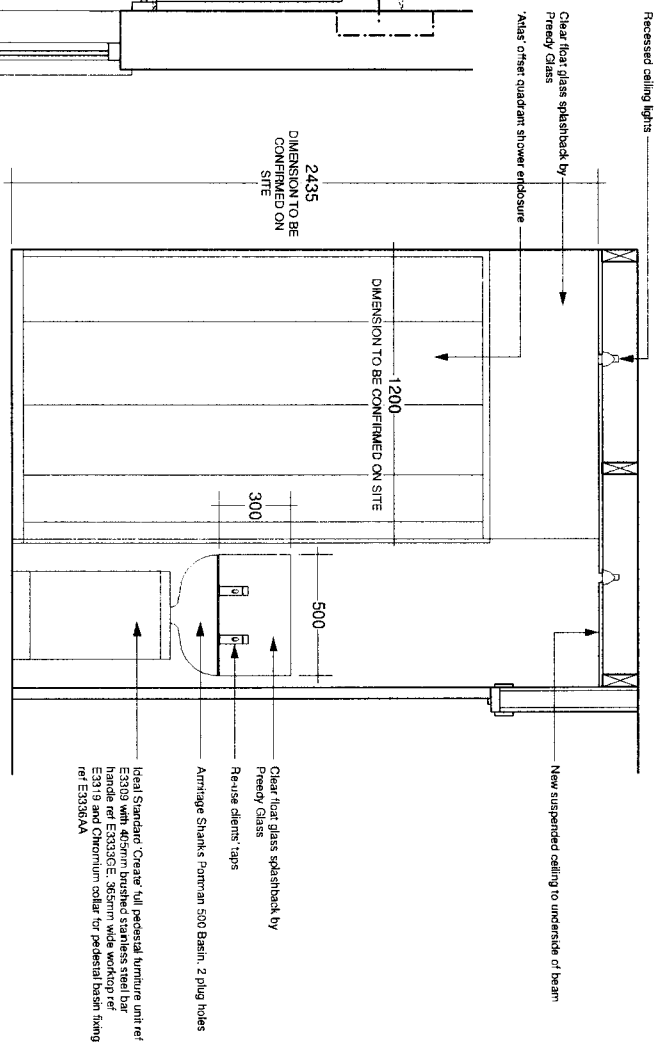 Recessed ceiling lights
Clear float glass splashback by
Preedy Glass
'Atlas' offset quadrant shower enclosure
2435
DIMENSION TO BE
CONFIRMED ON
SITE
1200
DIMENSION TO BE CONFIRMED ON SITE
300
500
New suspended ceiling to underside of beam
Clear float glass splashback by
Preedy Glass
Re-use clients' taps
Armitage Shanks Portman 500 Basin. 2 plug holes
Ideal Standard 'Create' full pedestal furniture unit ref
E3309 with 405mm brushed stainless steel bar
handle ref E3333GE. 365mm wide worktop ref
E3319 and Chromium collar for pedestal basin fixing
ref E3336AA